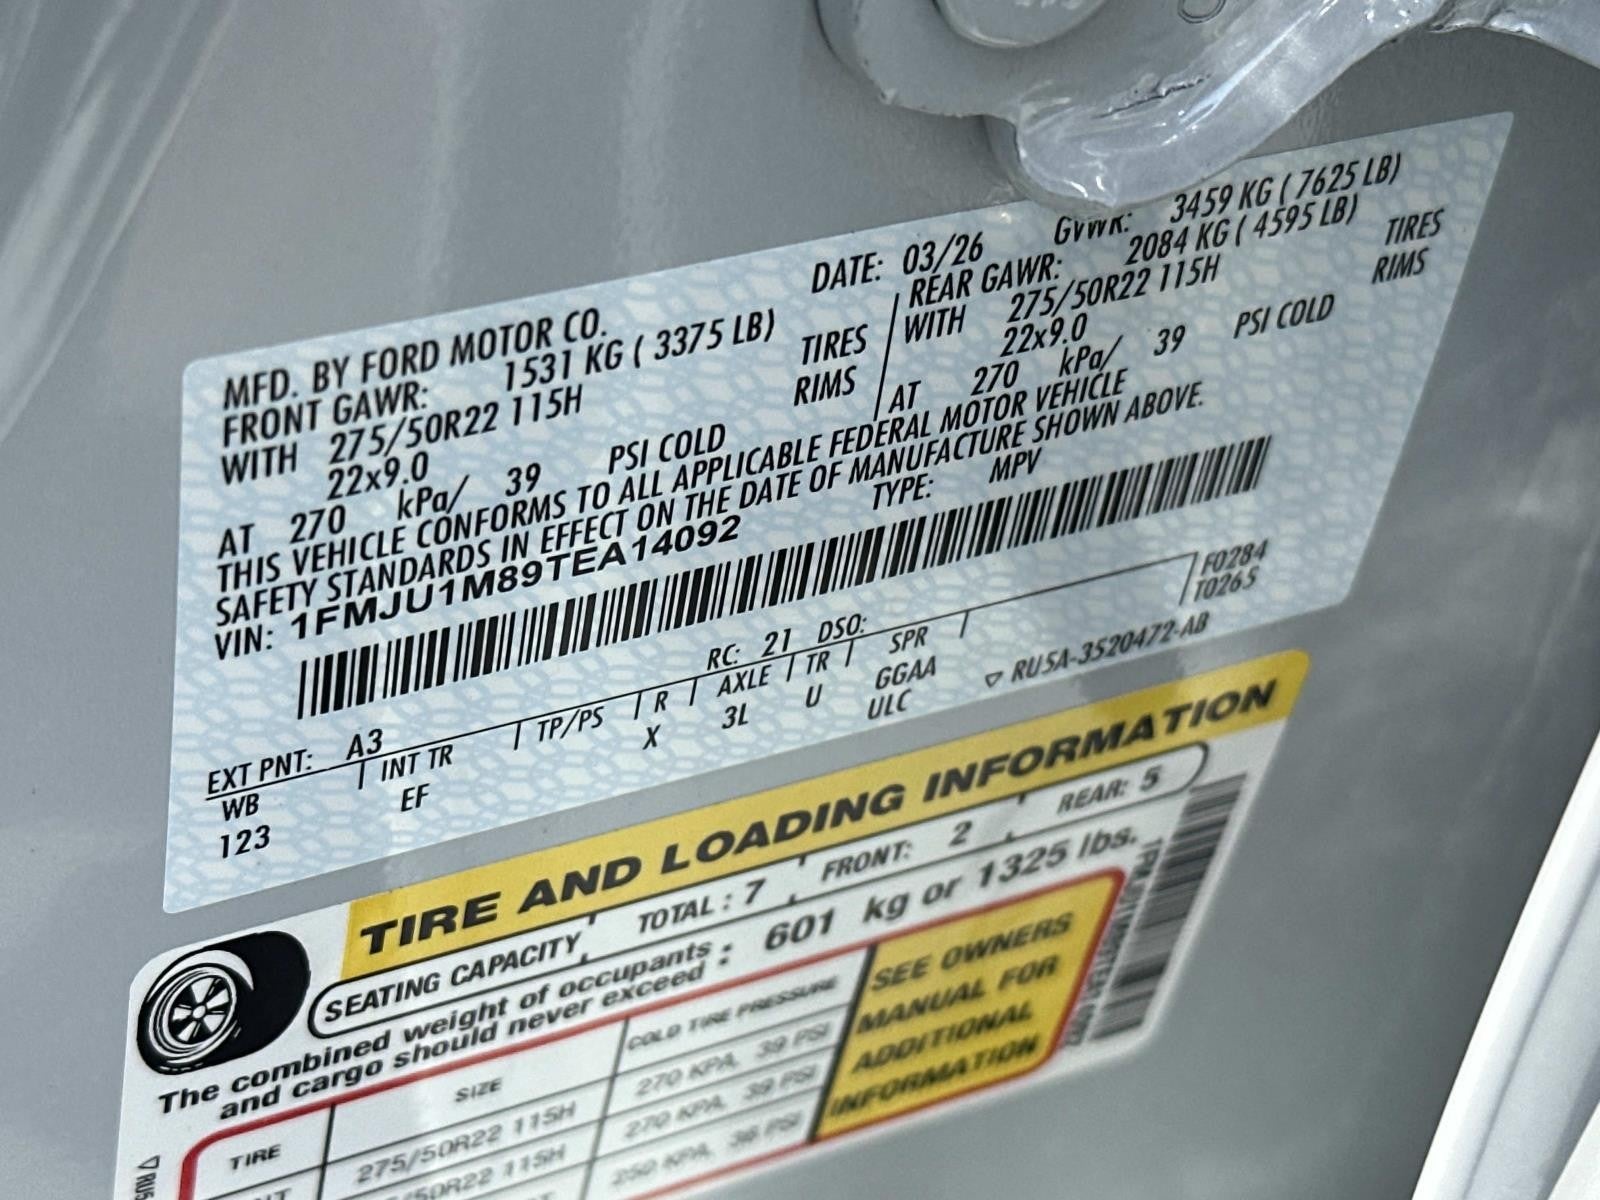 MFD. BY FORD MOTOR CO.
DATE: 03/26 GVWR: 3459 KG ( 7625 LB)
FRONT GAWR: 1531 KG ( 3375 LB)
REAR GAWR: 2084 KG ( 4595 LB)
WITH 275/50R22 115H TIRES
WITH 275/50R22 115H TIRES
22x9.0 RIMS
22x9.0 RIMS
AT 270 kPa/ 39 PSI COLD
AT 270 kPa/ 39 PSI COLD
THIS VEHICLE CONFORMS TO ALL APPLICABLE FEDERAL MOTOR VEHICLE
SAFETY STANDARDS IN EFFECT ON THE DATE OF MANUFACTURE SHOWN ABOVE.
VIN: 1FMJU1M89TEA14092 TYPE: MPV
F0284
T0265
EXT PNT: A3 RC: 21 DSO:
WB INT TR TP/PS R AXLE TR SPR
123 EF X 3L U GGAA
ULC
RU5A-3520472-AB
TIRE AND LOADING INFORMATION
SEATING CAPACITY TOTAL : 7 FRONT: 2 REAR: 5
The combined weight of occupants
and cargo should never exceed : 601 kg or 1325 lbs.
TIRE SIZE COLD TIRE PRESSURE
275/50R22 115H 270 KPA, 39 PSI
50R22 115H 270 KPA, 39 PSI
250 KPA, 36 PSI
SEE OWNERS
MANUAL FOR
ADDITIONAL
INFORMATION